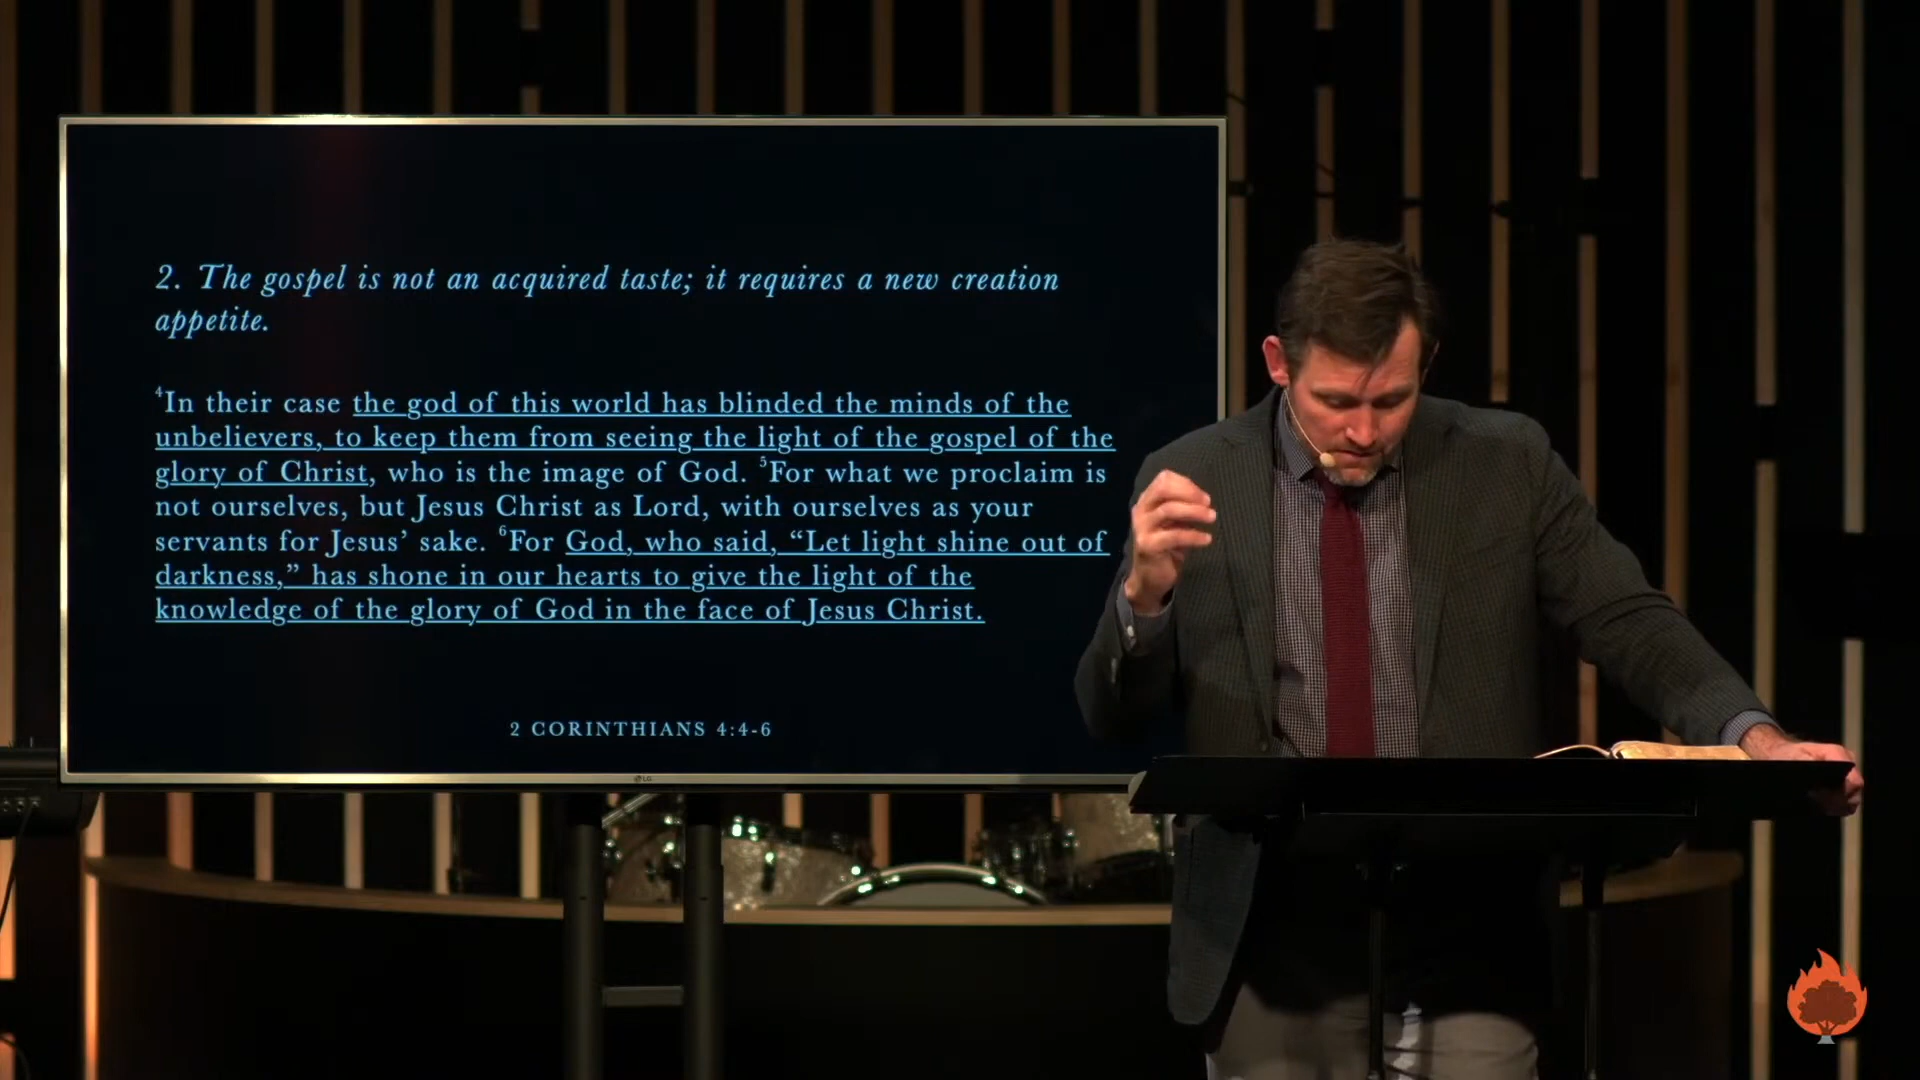 2. The gospel is not an acquired taste; it requires a new creation
appetite.
⁴In their case the god of this world has blinded the minds of the
unbelievers, to keep them from seeing the light of the gospel of the
glory of Christ, who is the image of God. ⁵For what we proclaim is
not ourselves, but Jesus Christ as Lord, with ourselves as your
servants for Jesus’ sake. ⁶For God, who said, “Let light shine out of
darkness,” has shone in our hearts to give the light of the
knowledge of the glory of God in the face of Jesus Christ.
2 CORINTHIANS 4:4-6
LG